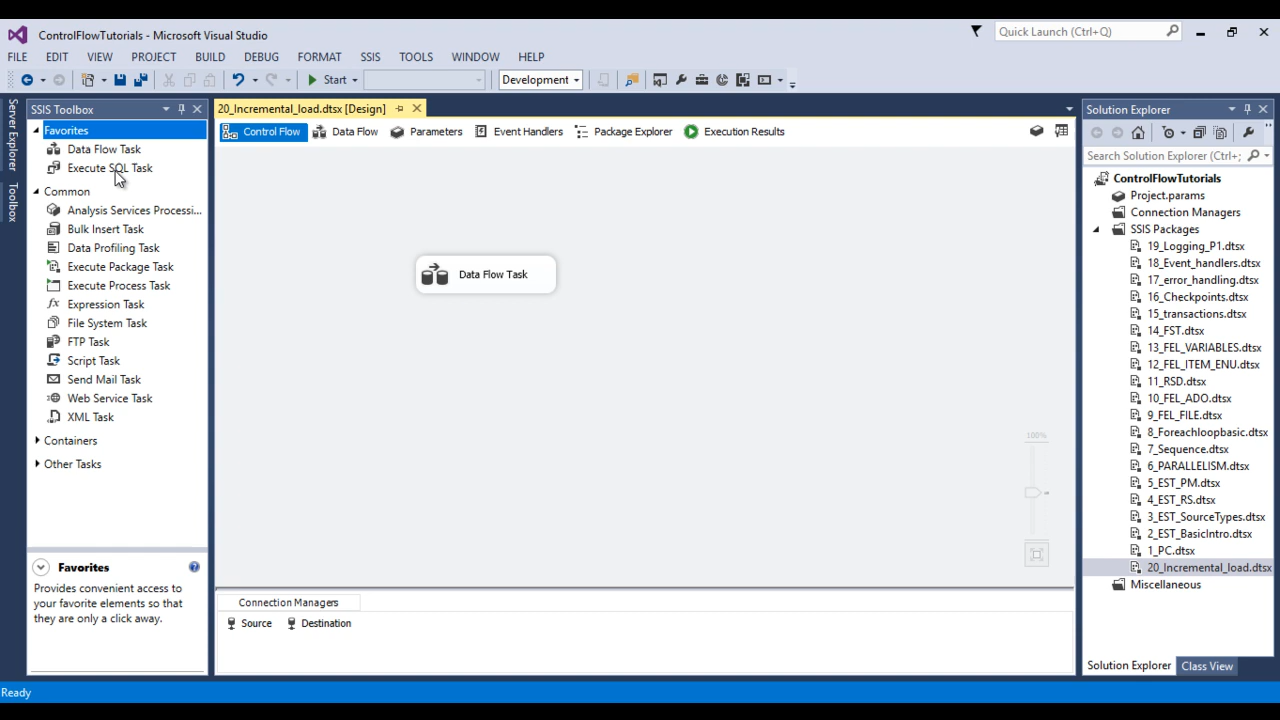 ControlFlowTutorials - Microsoft Visual Studio
Quick Launch (Ctrl+Q)
FILE EDIT VIEW PROJECT BUILD DEBUG FORMAT SSIS TOOLS WINDOW HELP
Start Development
Server Explorer
Toolbox
SSIS Toolbox
Favorites
Data Flow Task
Execute SQL Task
Common
Analysis Services Processi...
Bulk Insert Task
Data Profiling Task
Execute Package Task
Execute Process Task
Expression Task
File System Task
FTP Task
Script Task
Send Mail Task
Web Service Task
XML Task
Containers
Other Tasks
Favorites
Provides convenient access to
your favorite elements so that
they are only a click away.
20_Incremental_load.dtsx [Design]
Control Flow Data Flow Parameters Event Handlers Package Explorer Execution Results
Data Flow Task
100%
Connection Managers
Source Destination
Solution Explorer
Search Solution Explorer (Ctrl+;
ControlFlowTutorials
Project.params
Connection Managers
SSIS Packages
19_Logging_P1.dtsx
18_Event_handlers.dtsx
17_error_handling.dtsx
16_Checkpoints.dtsx
15_transactions.dtsx
14_FST.dtsx
13_FEL_VARIABLES.dtsx
12_FEL_ITEM_ENU.dtsx
11_RSD.dtsx
10_FEL_ADO.dtsx
9_FEL_FILE.dtsx
8_Foreachloopbasic.dtsx
7_Sequence.dtsx
6_PARALLELISM.dtsx
5_EST_PM.dtsx
4_EST_RS.dtsx
3_EST_SourceTypes.dtsx
2_EST_BasicIntro.dtsx
1_PC.dtsx
20_Incremental_load.dtsx
Miscellaneous
Solution Explorer Class View
Ready